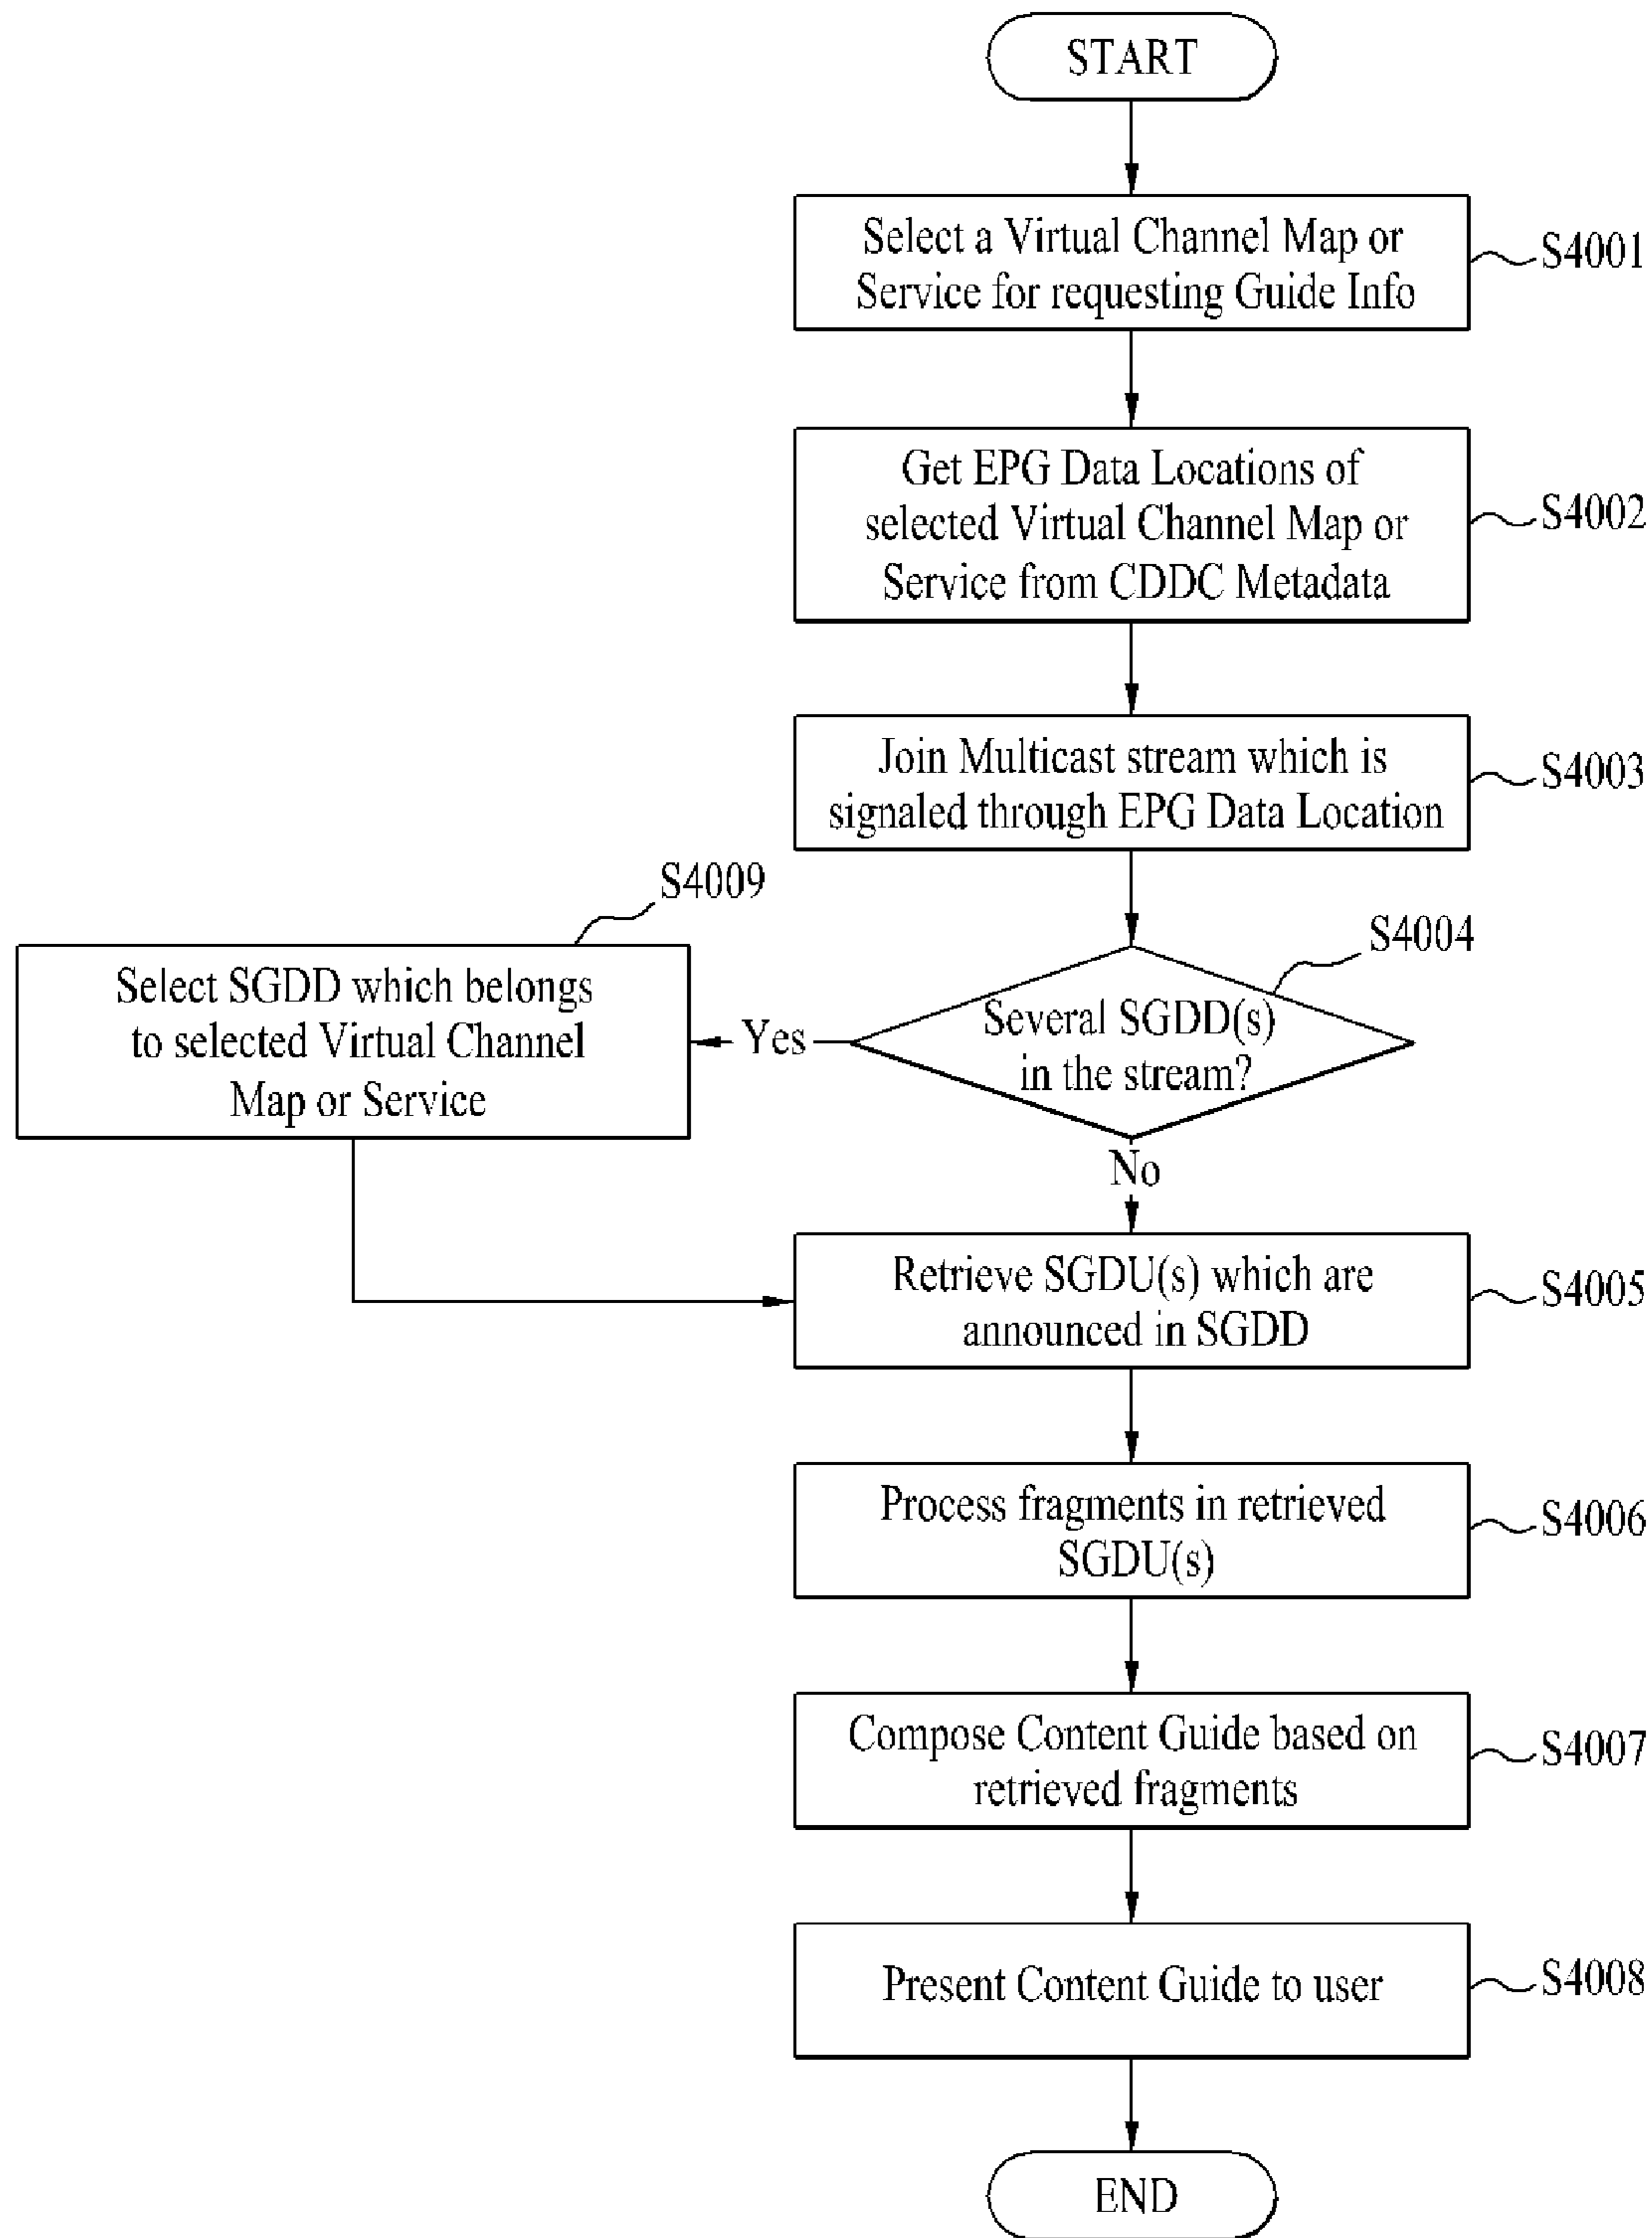 START
Select a Virtual Channel Map or
Service for requesting Guide Info
S4001
Get EPG Data Locations of
selected Virtual Channel Map or
Service from CDDC Metadata
S4002
Join Multicast stream which is
signaled through EPG Data Location
S4003
S4009
Select SGDD which belongs
to selected Virtual Channel
Map or Service
Yes
S4004
Several SGDD(s)
in the stream?
No
Retrieve SGDU(s) which are
announced in SGDD
S4005
Process fragments in retrieved
SGDU(s)
S4006
Compose Content Guide based on
retrieved fragments
S4007
Present Content Guide to user
S4008
END